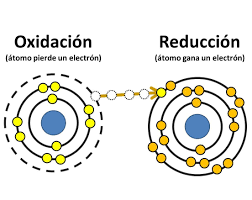 Oxidación
(átomo pierde un electrón)
Reducción
(átomo gana un electrón)